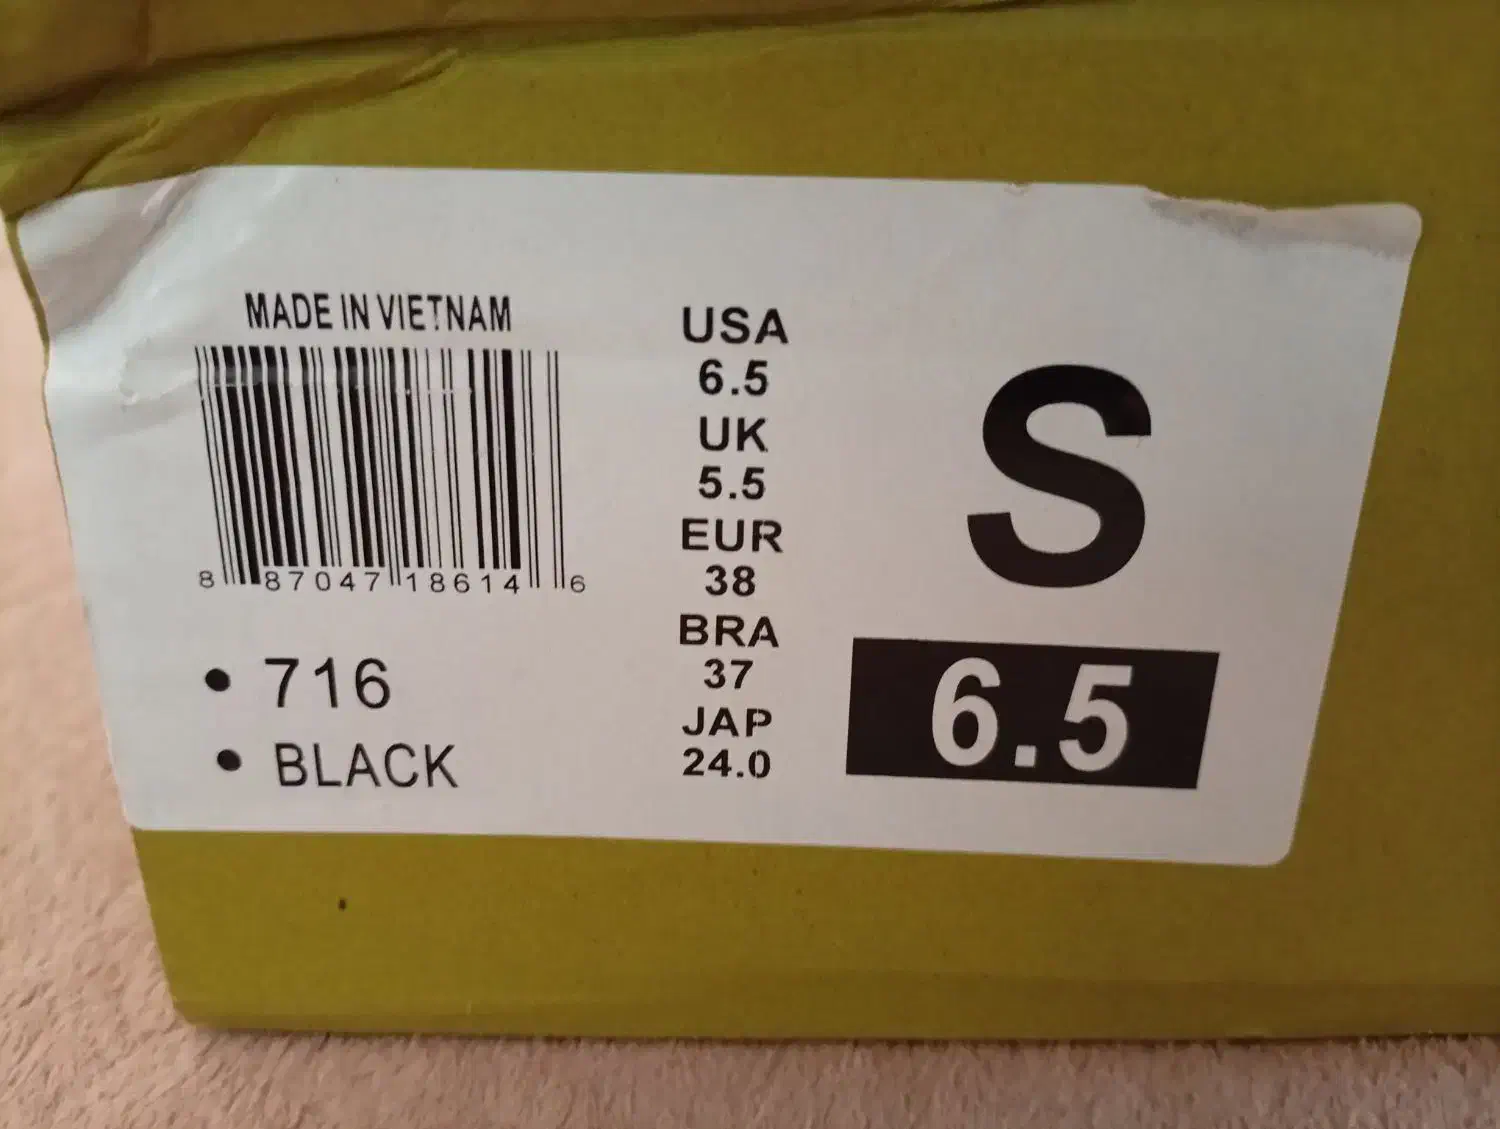 MADE IN VIETNAM
8 87047 18614 6
• 716
• BLACK
USA
6.5
UK
5.5
EUR
38
BRA
37
JAP
24.0
S
6.5